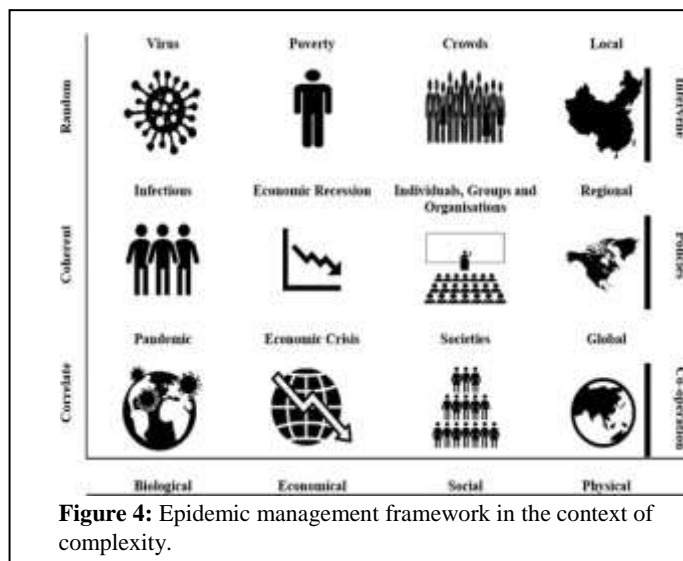 Virus Poverty Crowds Local
Random
Intervene
Infectious Economic Recession Individuals, Groups and Organisations Regional
Coherent
Policies
Pandemic Economic Crisis Societies Global
Correlate
Co-operation
Biological Economical Social Physical
Figure 4: Epidemic management framework in the context of
complexity.